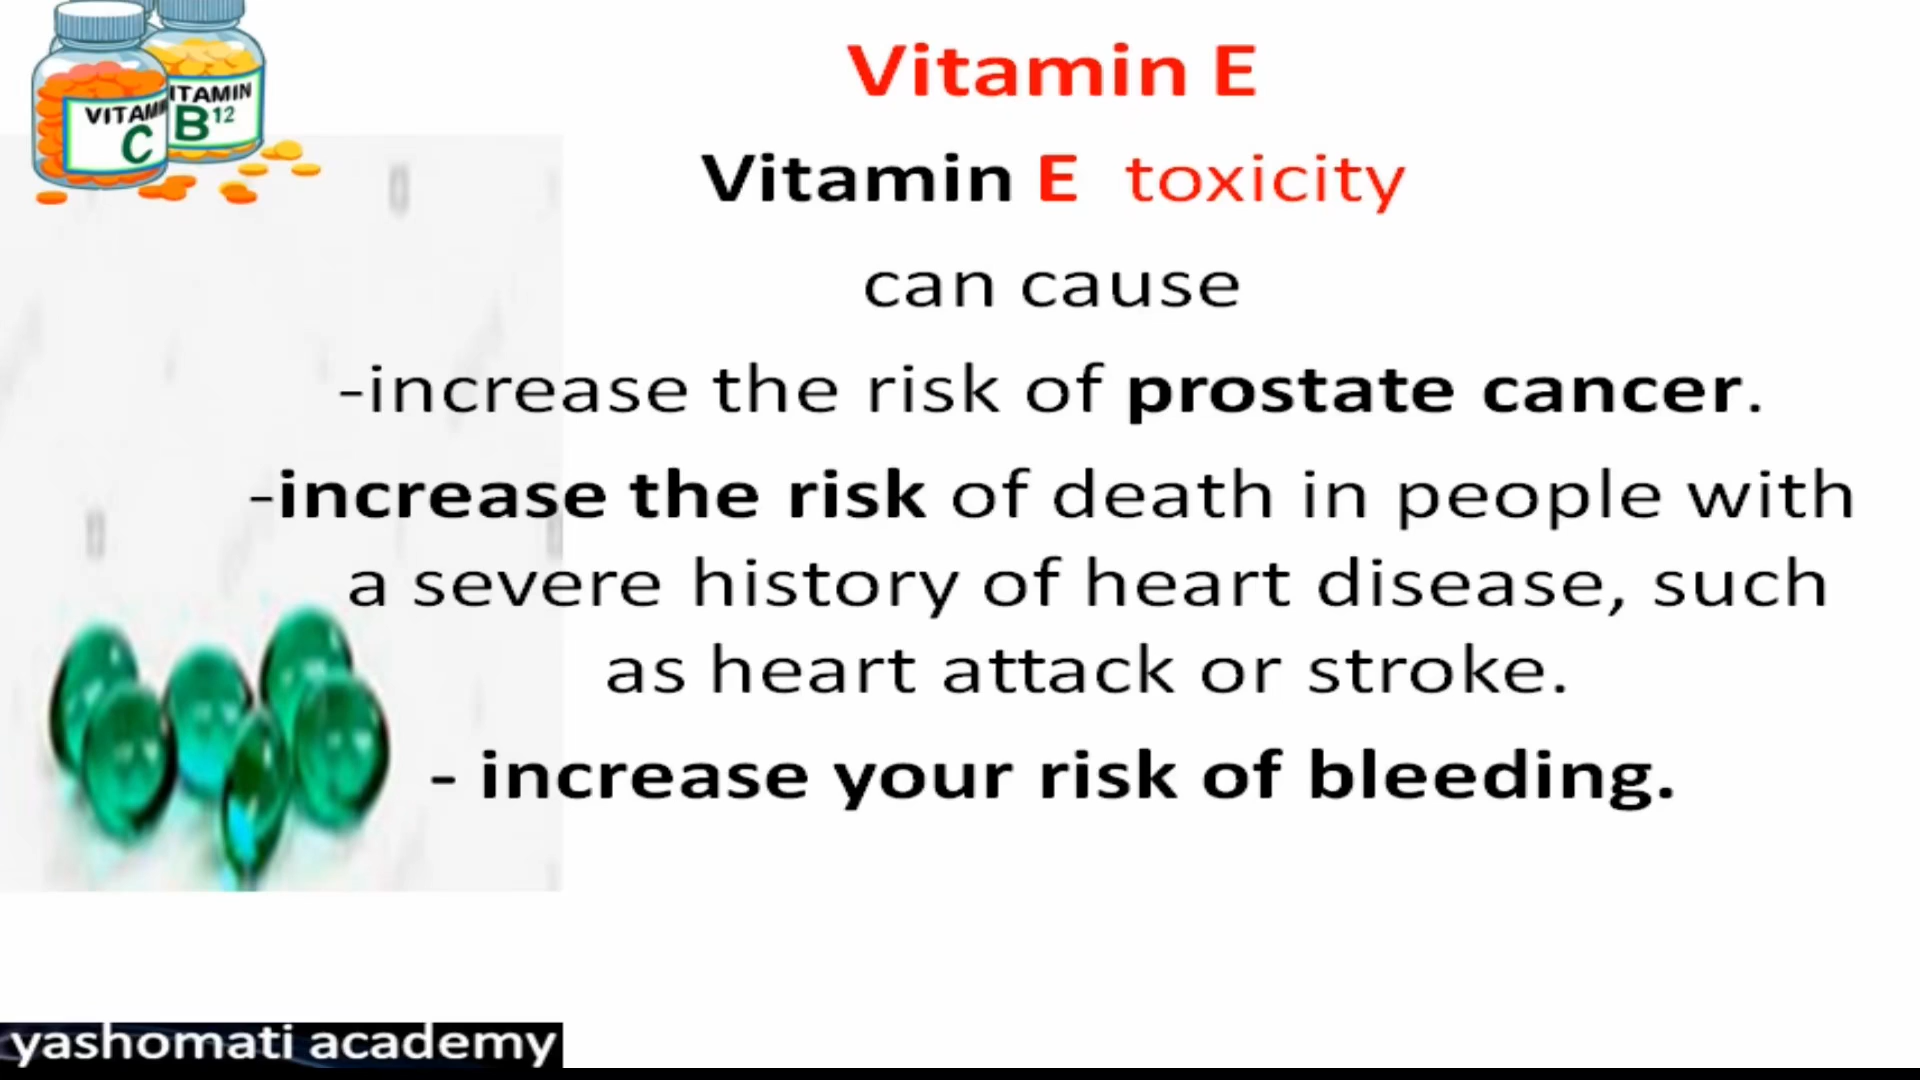 VITAMIN
B12
VITAM
C
Vitamin E
Vitamin E toxicity
can cause
-increase the risk of prostate cancer.
-increase the risk of death in people with
a severe history of heart disease, such
as heart attack or stroke.
- increase your risk of bleeding.
yashomati academy